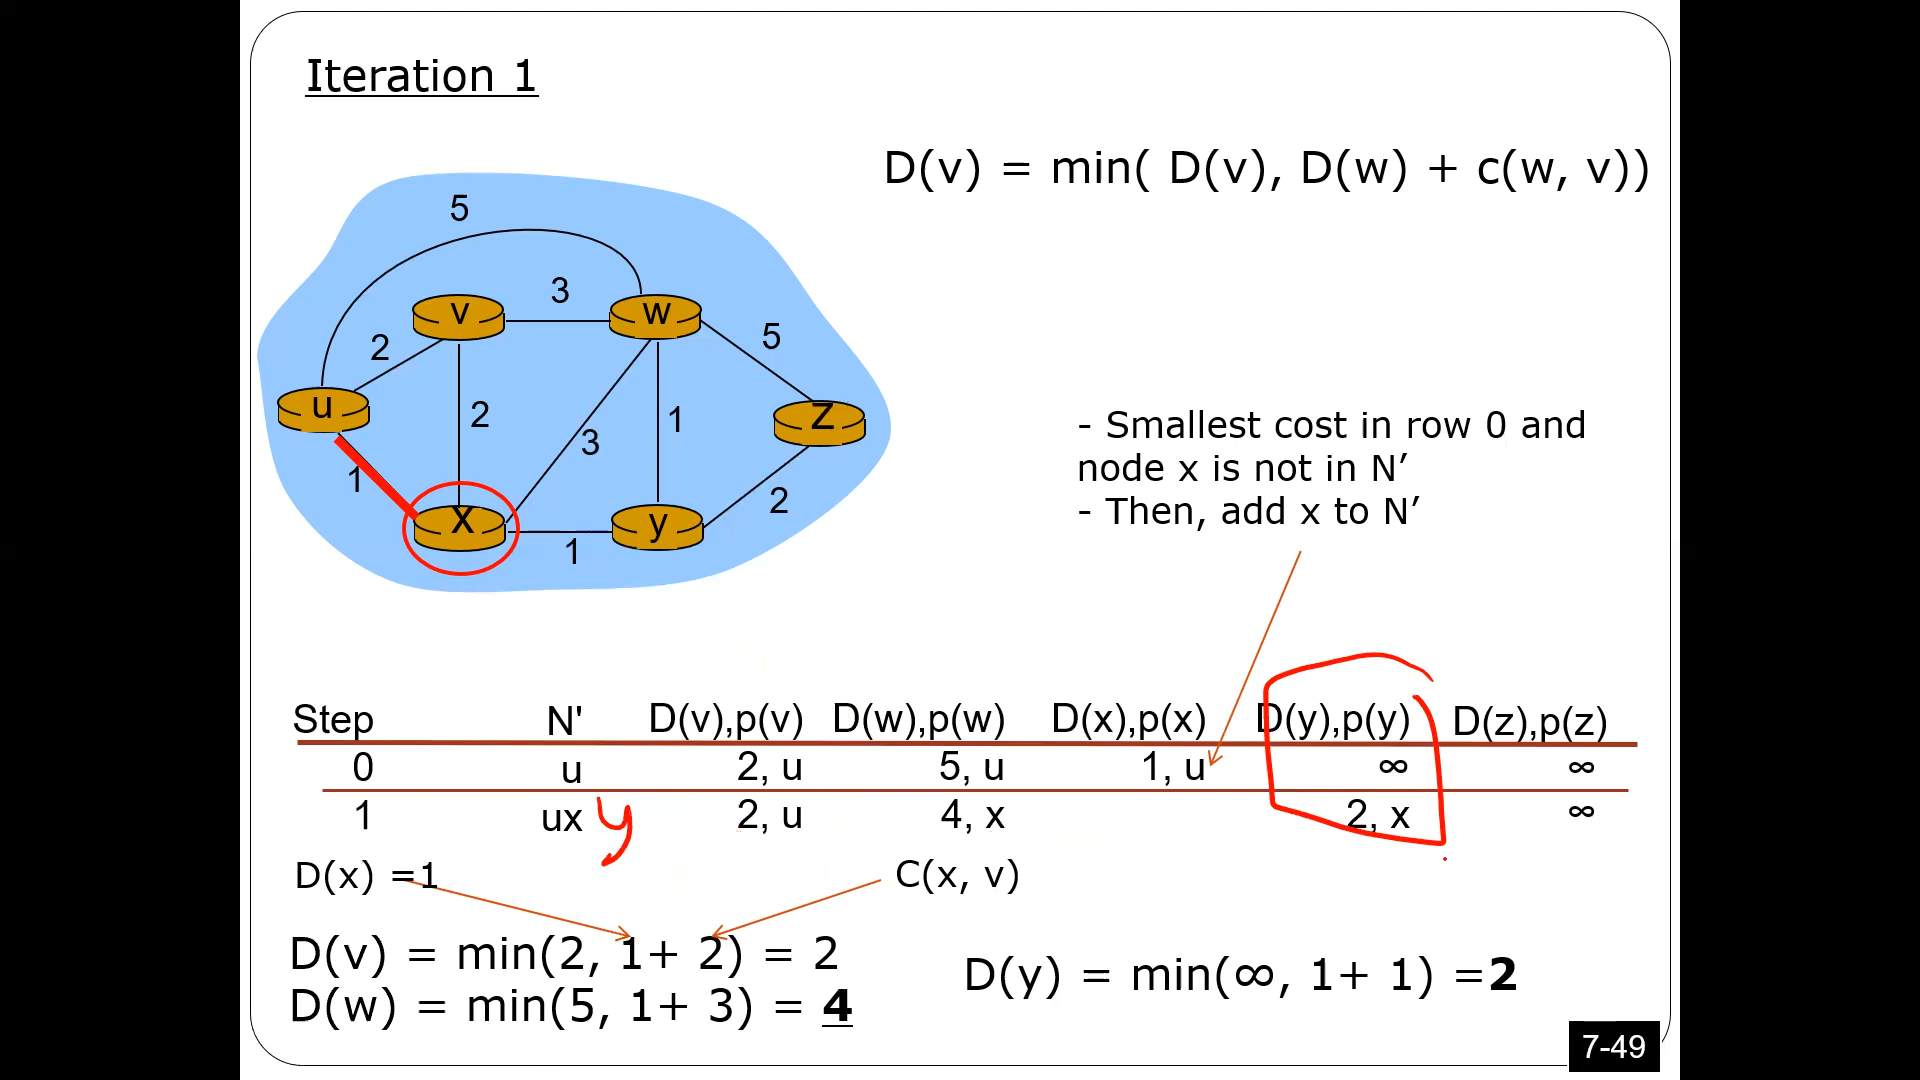 Iteration 1
D(v) = min( D(v), D(w) + c(w, v))
5
3
v
w
5
2
u
2
3
1
z
1
x
y
2
1
- Smallest cost in row 0 and
node x is not in N’
- Then, add x to N’
Step N' D(v),p(v) D(w),p(w) D(x),p(x) D(y),p(y) D(z),p(z)
0 u 2, u 5, u 1, u ∞ ∞
1 ux y 2, u 4, x 2, x ∞
D(x) =1
C(x, v)
D(v) = min(2, 1+ 2) = 2
D(w) = min(5, 1+ 3) = 4
D(y) = min(∞, 1+ 1) =2
7-49